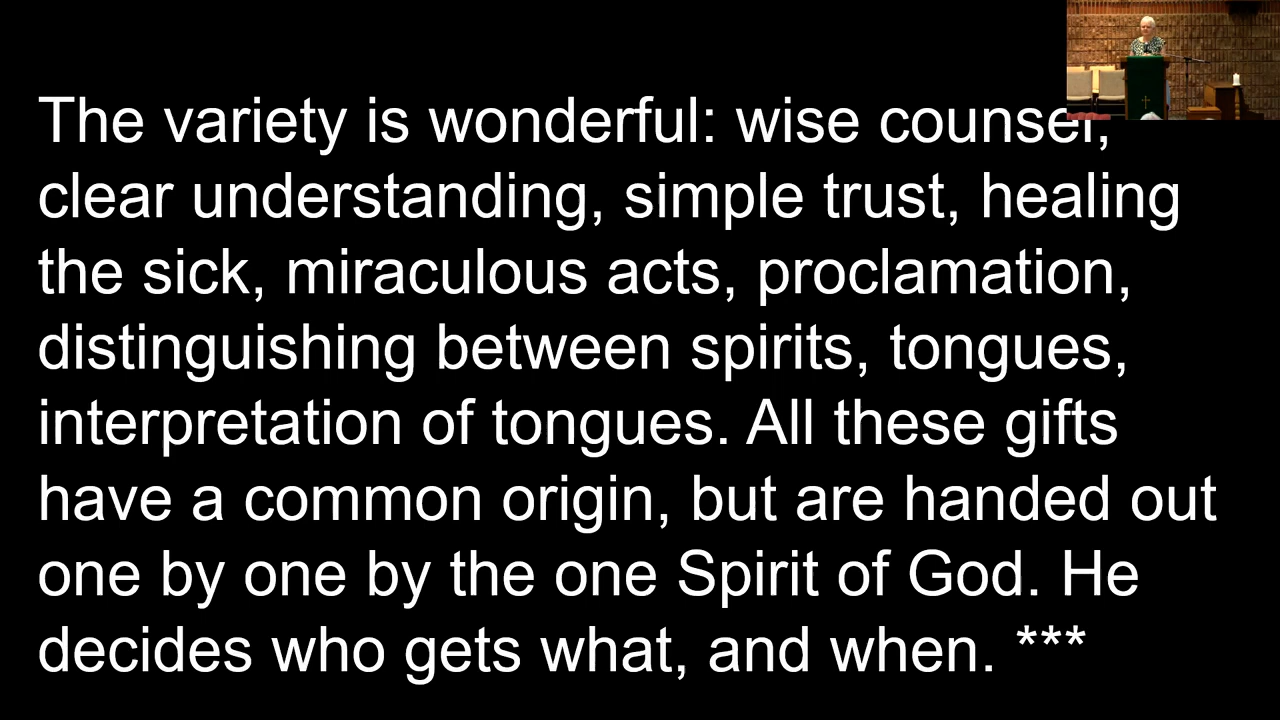 The variety is wonderful: wise counsel,
clear understanding, simple trust, healing
the sick, miraculous acts, proclamation,
distinguishing between spirits, tongues,
interpretation of tongues. All these gifts
have a common origin, but are handed out
one by one by the one Spirit of God. He
decides who gets what, and when. ***